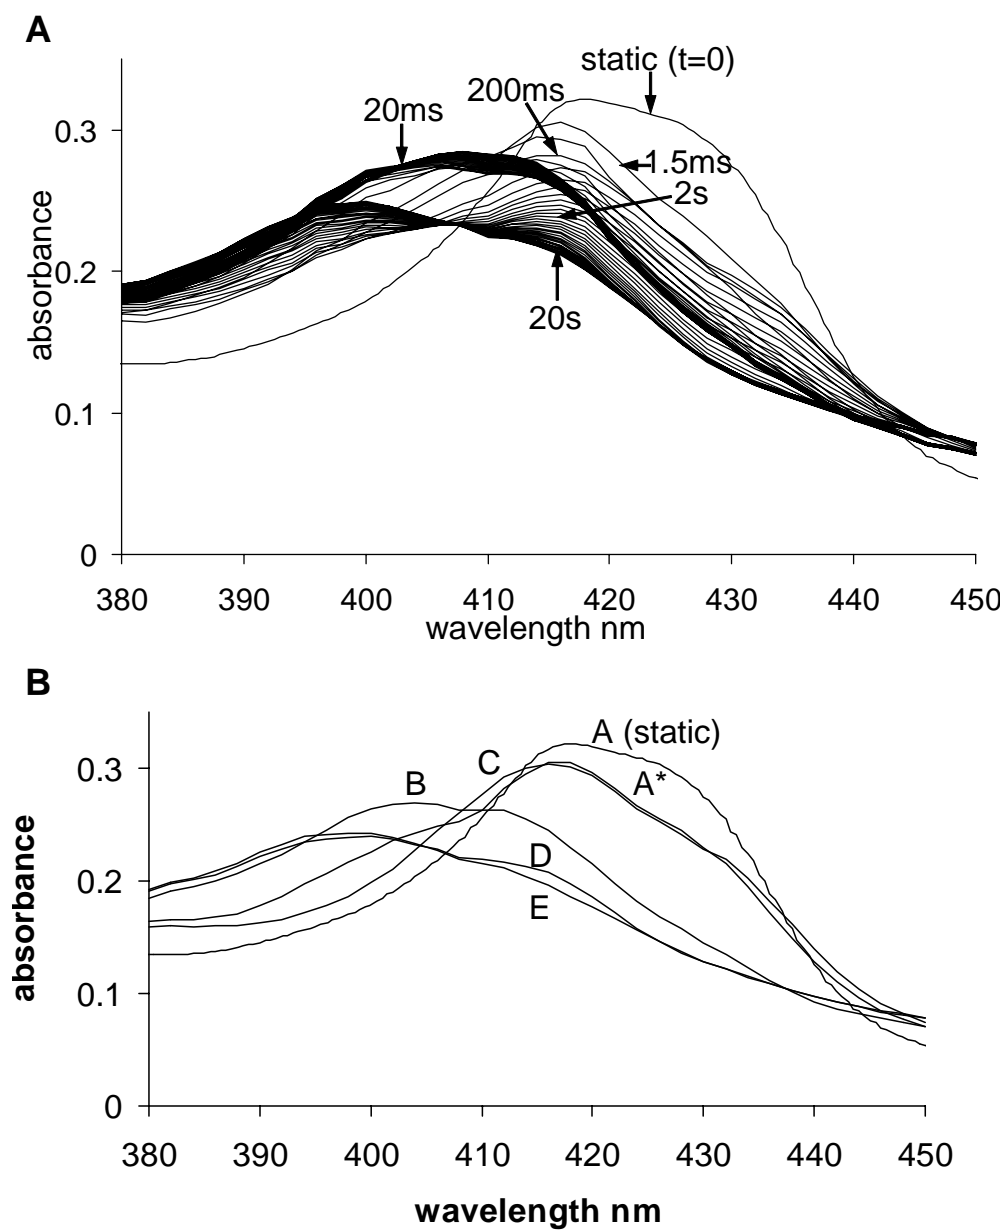 A
static (t=0)
200ms
20ms
0.3
1.5ms
2s
0.2
20s
absorbance
0.1
0
380 390 400 410 420 430 440 450
wavelength nm
B
A (static)
C
0.3
B
A*
D
0.2
E
absorbance
0.1
0
380 390 400 410 420 430 440 450
wavelength nm